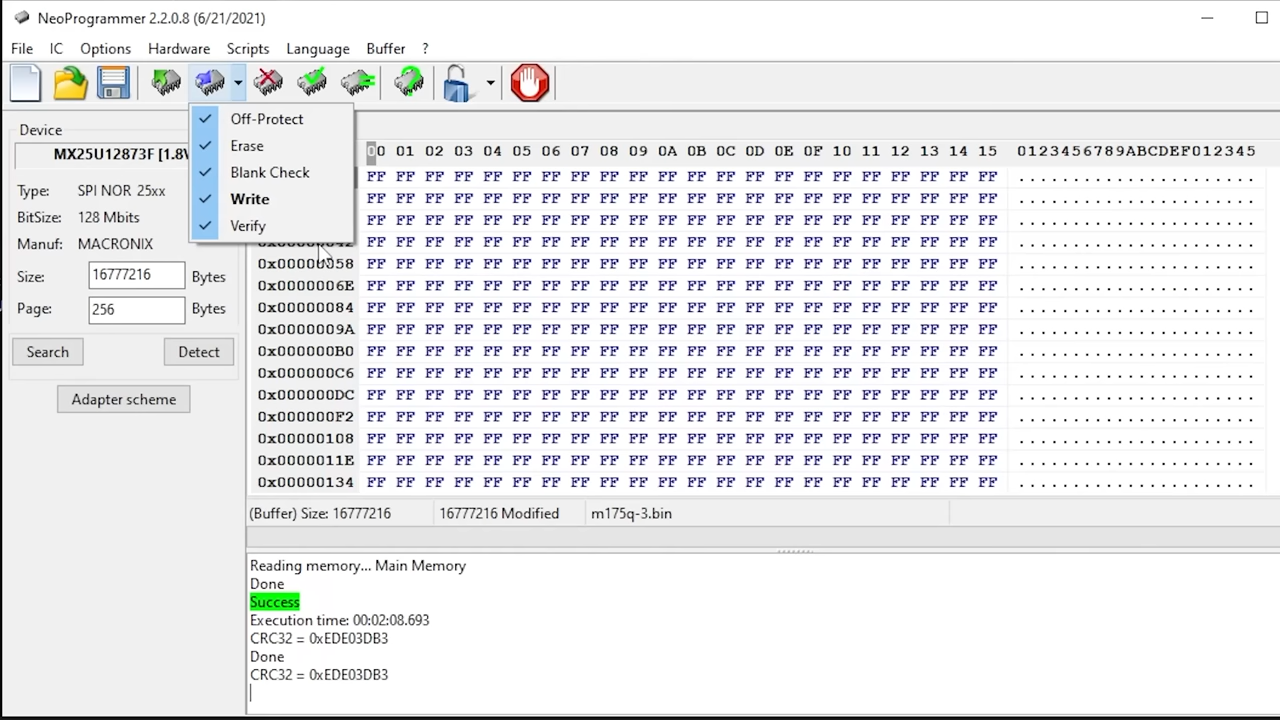 NeoProgrammer 2.2.0.8 (6/21/2021)
File IC Options Hardware Scripts Language Buffer ?
Off-Protect
Erase
Blank Check
Write
Verify
Device
MX25U12873F [1.8V
Type: SPI NOR 25xx
BitSize: 128 Mbits
Manuf: MACRONIX
Size: 16777216 Bytes
Page: 256 Bytes
Search Detect
Adapter scheme
00 01 02 03 04 05 06 07 08 09 0A 0B 0C 0D 0E 0F 10 11 12 13 14 15 0123456789ABCDEF012345
FF FF FF FF FF FF FF FF FF FF FF FF FF FF FF FF FF FF FF FF FF FF ......................
FF FF FF FF FF FF FF FF FF FF FF FF FF FF FF FF FF FF FF FF FF FF ......................
FF FF FF FF FF FF FF FF FF FF FF FF FF FF FF FF FF FF FF FF FF FF ......................
0x00000042 FF FF FF FF FF FF FF FF FF FF FF FF FF FF FF FF FF FF FF FF FF FF ......................
0x00000058 FF FF FF FF FF FF FF FF FF FF FF FF FF FF FF FF FF FF FF FF FF FF ......................
0x0000006E FF FF FF FF FF FF FF FF FF FF FF FF FF FF FF FF FF FF FF FF FF FF ......................
0x00000084 FF FF FF FF FF FF FF FF FF FF FF FF FF FF FF FF FF FF FF FF FF FF ......................
0x0000009A FF FF FF FF FF FF FF FF FF FF FF FF FF FF FF FF FF FF FF FF FF FF ......................
0x000000B0 FF FF FF FF FF FF FF FF FF FF FF FF FF FF FF FF FF FF FF FF FF FF ......................
0x000000C6 FF FF FF FF FF FF FF FF FF FF FF FF FF FF FF FF FF FF FF FF FF FF ......................
0x000000DC FF FF FF FF FF FF FF FF FF FF FF FF FF FF FF FF FF FF FF FF FF FF ......................
0x000000F2 FF FF FF FF FF FF FF FF FF FF FF FF FF FF FF FF FF FF FF FF FF FF ......................
0x00000108 FF FF FF FF FF FF FF FF FF FF FF FF FF FF FF FF FF FF FF FF FF FF ......................
0x0000011E FF FF FF FF FF FF FF FF FF FF FF FF FF FF FF FF FF FF FF FF FF FF ......................
0x00000134 FF FF FF FF FF FF FF FF FF FF FF FF FF FF FF FF FF FF FF FF FF FF ......................
(Buffer) Size: 16777216 16777216 Modified m175q-3.bin
Reading memory... Main Memory
Done
Success
Execution time: 00:02:08.693
CRC32 = 0xEDE03DB3
Done
CRC32 = 0xEDE03DB3